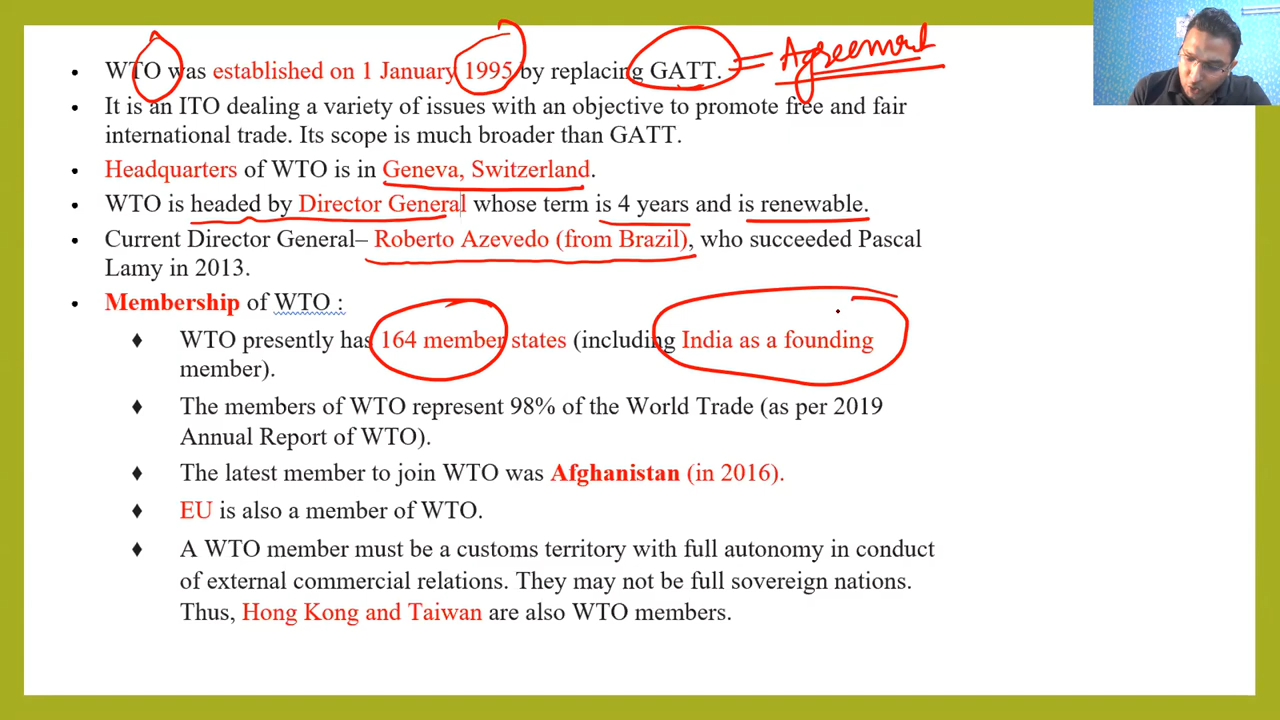 • WTO was established on 1 January 1995 by replacing GATT. = Agreement
• It is an ITO dealing a variety of issues with an objective to promote free and fair
international trade. Its scope is much broader than GATT.
• Headquarters of WTO is in Geneva, Switzerland.
• WTO is headed by Director General whose term is 4 years and is renewable.
• Current Director General– Roberto Azevedo (from Brazil), who succeeded Pascal
Lamy in 2013.
• Membership of WTO :
♦ WTO presently has 164 member states (including India as a founding
member).
♦ The members of WTO represent 98% of the World Trade (as per 2019
Annual Report of WTO).
♦ The latest member to join WTO was Afghanistan (in 2016).
♦ EU is also a member of WTO.
♦ A WTO member must be a customs territory with full autonomy in conduct
of external commercial relations. They may not be full sovereign nations.
Thus, Hong Kong and Taiwan are also WTO members.